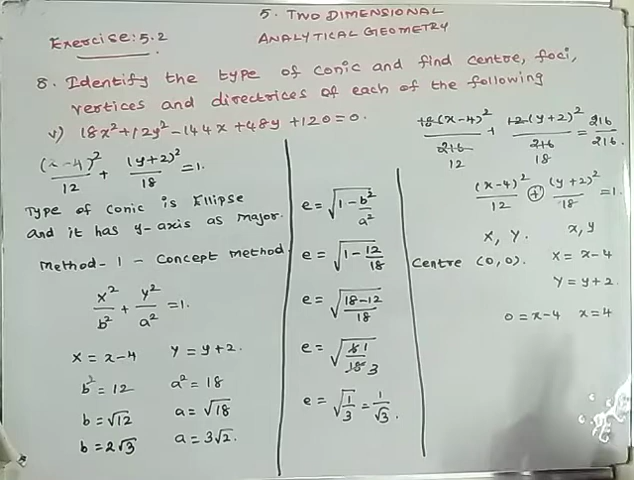 5. TWO DIMENSIONAL
ANALYTICAL GEOMETRY
Exercise: 5.2
8. Identify the type of conic and find centre, foci,
vertices and directrices of each of the following
v) 18x²+12y²-144x+48y+120=0.
(x-4)²/12 + (y+2)²/18 = 1.
Type of conic is Ellipse
and it has y-axis as major.
Method-1 - Concept method
x²/b² + y²/a² = 1.
X = x-4 Y = y+2.
b² = 12 a² = 18
b = √12 a = √18
b = 2√3 a = 3√2.
e = √(1-b²/a²)
e = √(1-12/18)
e = √(18-12/18)
e = √(6 1/18 3)
e = √(1/3) = 1/√3.
18(x-4)²/216 + 12(y+2)²/216 = 216/216
12 18
(x-4)²/12 + (y+2)²/18 = 1.
X, Y. x, y
Centre (0,0). X = x-4
Y = y+2.
0 = x-4 x = 4